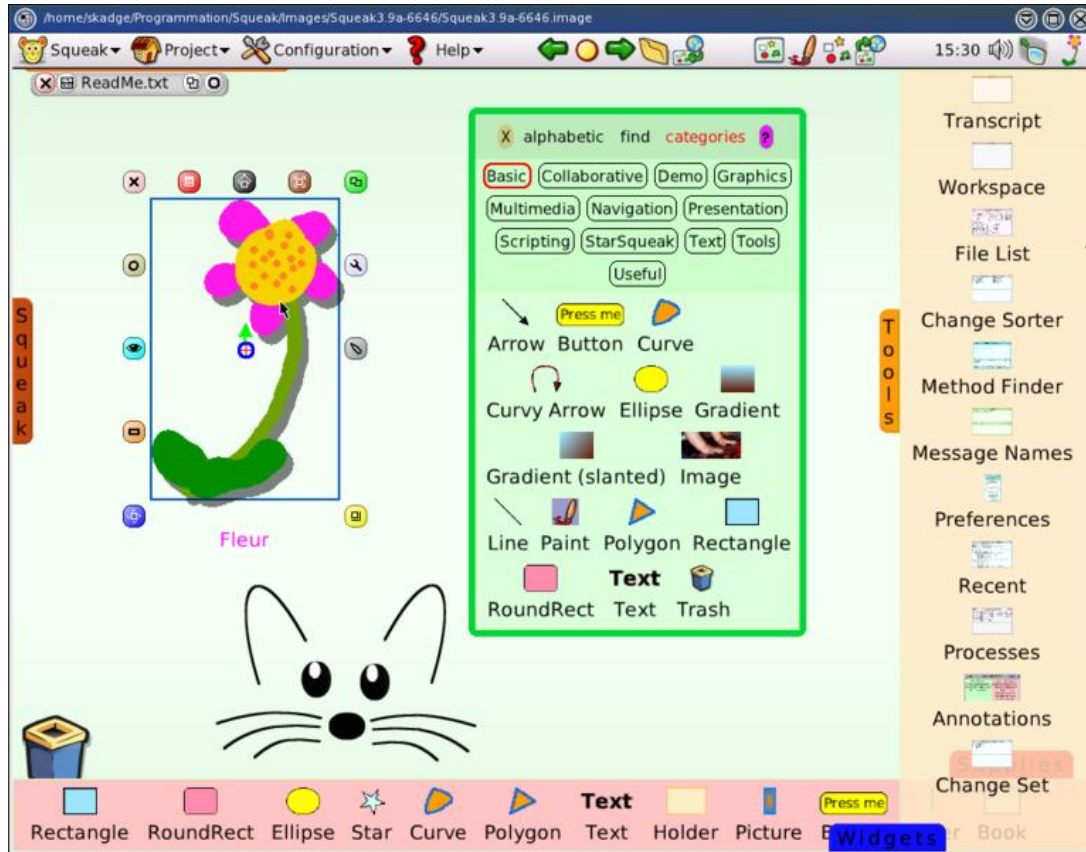 /home/skadge/Programmation/Squeak/Images/Squeak3.9a-6646/Squeak3.9a-6646.image
Squeak Project Configuration Help 15:30
ReadMe.txt
X alphabetic find categories ?
Basic Collaborative Demo Graphics
Multimedia Navigation Presentation
Scripting StarSqueak Text Tools
Useful
Press me
Arrow Button Curve
Curvy Arrow Ellipse Gradient
Gradient (slanted) Image
Line Paint Polygon Rectangle
Text
RoundRect Text Trash
Squeak
Fleur
Tools
Transcript
Workspace
File List
Change Sorter
Method Finder
Message Names
Preferences
Recent
Processes
Annotations
Supplies
Change Set
Text Press me
Rectangle RoundRect Ellipse Star Curve Polygon Text Holder Picture Book
Widgets